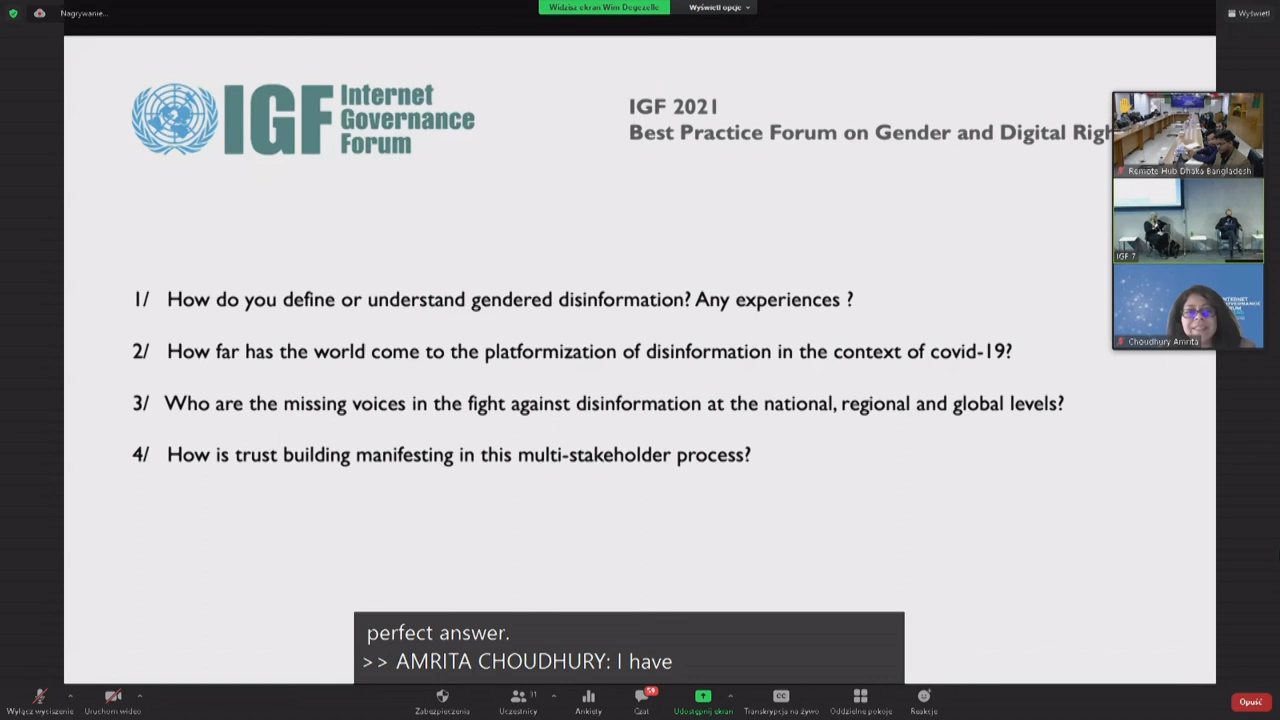 Nagrywanie...
Widzisz ekran Wim Degezelle
Wyświetl opcje
Wyświetl
IGF Internet Governance Forum
IGF 2021
Best Practice Forum on Gender and Digital Righ
Remote Hub Dhaka Bangladesh
IGF 7
Choudhury Amrita
1/ How do you define or understand gendered disinformation? Any experiences ?
2/ How far has the world come to the platformization of disinformation in the context of covid-19?
3/ Who are the missing voices in the fight against disinformation at the national, regional and global levels?
4/ How is trust building manifesting in this multi-stakeholder process?
perfect answer.
>> AMRITA CHOUDHURY: I have
Wyłącz wyciszenie
Uruchom wideo
Zabezpieczenia
Uczestnicy
31
Ankiety
Czat
59
Udostępnij ekran
CC
Transkrypcja na żywo
Oddzielne pokoje
Reakcje
Opuść